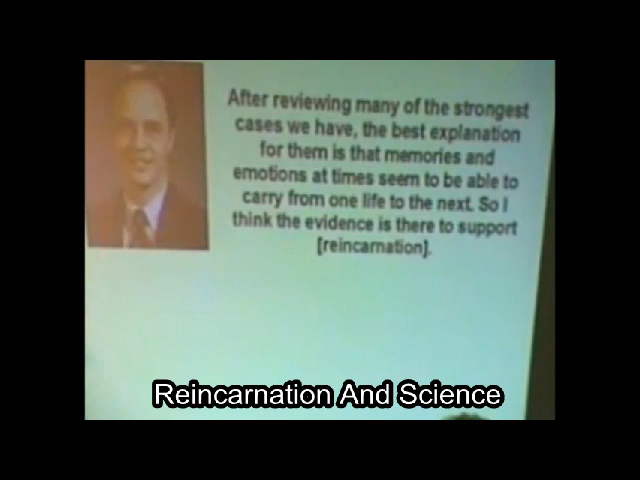 After reviewing many of the strongest
cases we have, the best explanation
for them is that memories and
emotions at times seem to be able to
carry from one life to the next. So I
think the evidence is there to support
[reincarnation].
Reincarnation And Science